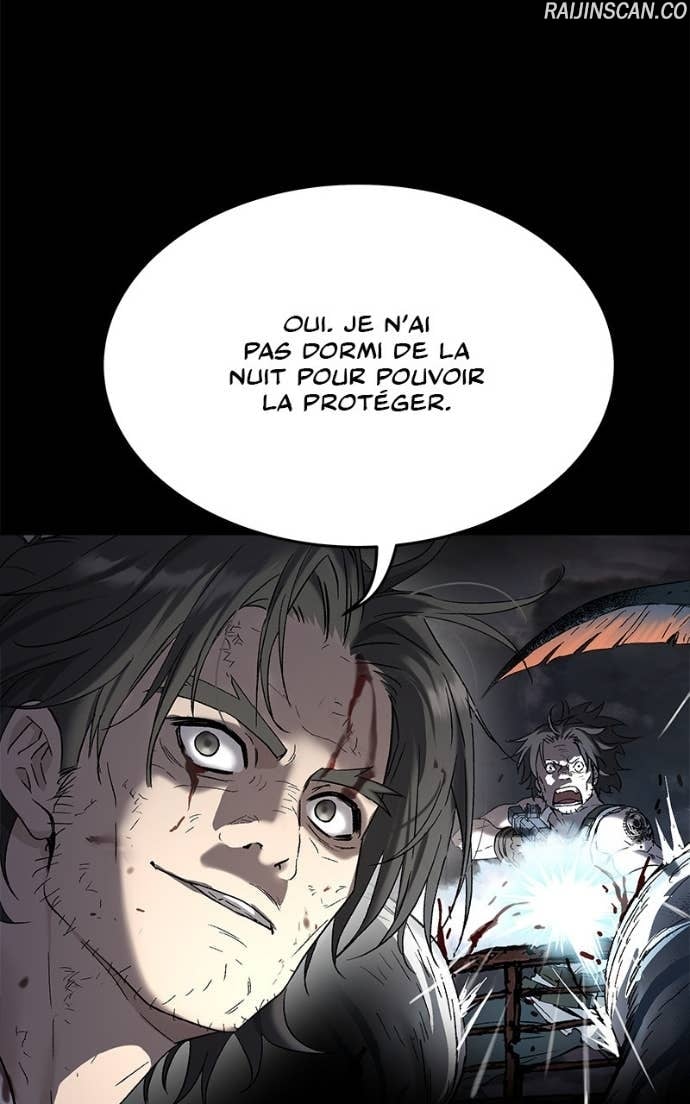 RAIJINSCAN.CO
OUI. JE N'AI
PAS DORMI DE LA
NUIT POUR POUVOIR
LA PROTÉGER.